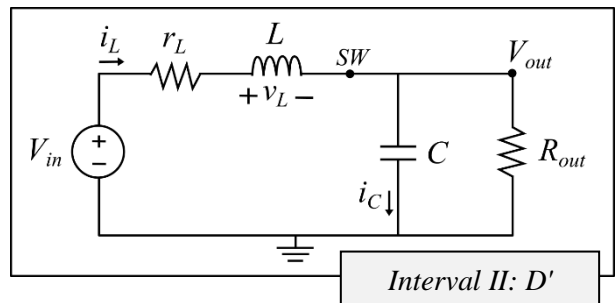 i_L r_L L SW V_out
+ v_L −
V_in + − C R_out
i_C
Interval II: D'